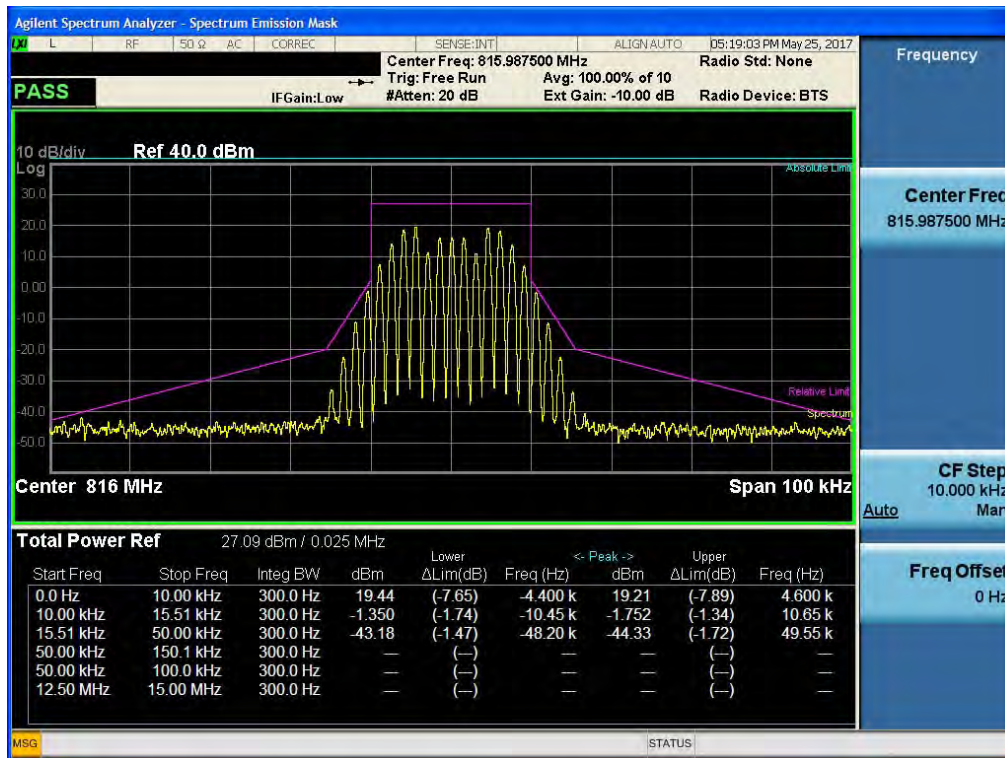 Agilent Spectrum Analyzer - Spectrum Emission Mask
LXI L RF 50 Ω AC CORREC SENSE:INT ALIGN AUTO 05:19:03 PM May 25, 2017
Center Freq: 815.987500 MHz Radio Std: None
Trig: Free Run Avg: 100.00% of 10
PASS IFGain:Low #Atten: 20 dB Ext Gain: -10.00 dB Radio Device: BTS
10 dB/div Ref 40.0 dBm
Log Absolute Limit
30.0
20.0
10.0
0.00
-10.0
-20.0
-30.0
Relative Limit
-40.0
Spectrum
-50.0
Center 816 MHz Span 100 kHz
Total Power Ref 27.09 dBm / 0.025 MHz
Lower <- Peak -> Upper
Start Freq Stop Freq Integ BW dBm ΔLim(dB) Freq (Hz) dBm ΔLim(dB) Freq (Hz)
0.0 Hz 10.00 kHz 300.0 Hz 19.44 (-7.65) -4.400 k 19.21 (-7.89) 4.600 k
10.00 kHz 15.51 kHz 300.0 Hz -1.350 (-1.74) -10.45 k -1.752 (-1.34) 10.65 k
15.51 kHz 50.00 kHz 300.0 Hz -43.18 (-1.47) -48.20 k -44.33 (-1.72) 49.55 k
50.00 kHz 150.1 kHz 300.0 Hz --- (---) --- --- (---) ---
50.00 kHz 100.0 kHz 300.0 Hz --- (---) --- --- (---) ---
12.50 MHz 15.00 MHz 300.0 Hz --- (---) --- --- (---) ---
MSG STATUS
Frequency
Center Freq
815.987500 MHz
CF Step
10.000 kHz
Auto Man
Freq Offset
0 Hz